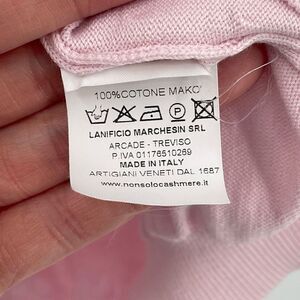 100%COTONE MAKO'
P
LANIFICIO MARCHESIN SRL
ARCADE - TREVISO
P.IVA 01176510269
MADE IN ITALY
ARTIGIANI VENETI DAL 1687
www.nonsolocashmere.it